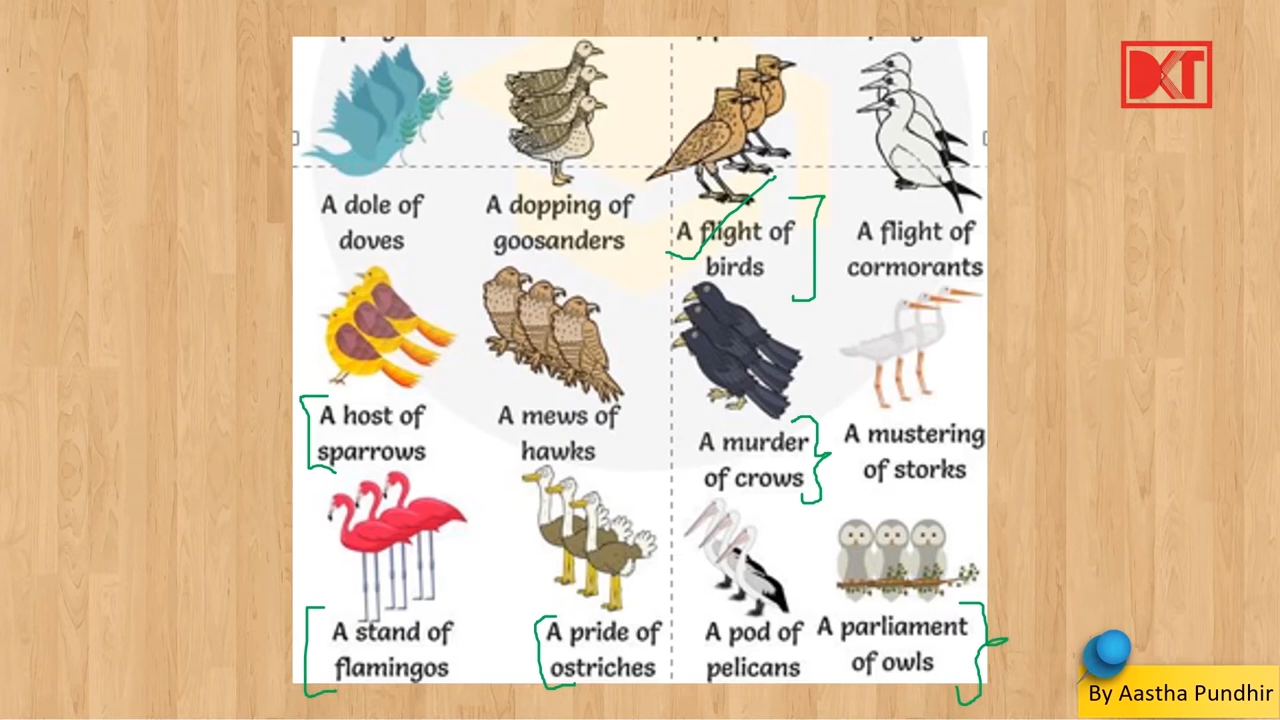 DKT
A dole of
doves
A dopping of
goosanders
A flight of
birds
A flight of
cormorants
A host of
sparrows
A mews of
hawks
A murder
of crows
A mustering
of storks
A stand of
flamingos
A pride of
ostriches
A pod of
pelicans
A parliament
of owls
By Aastha Pundhir